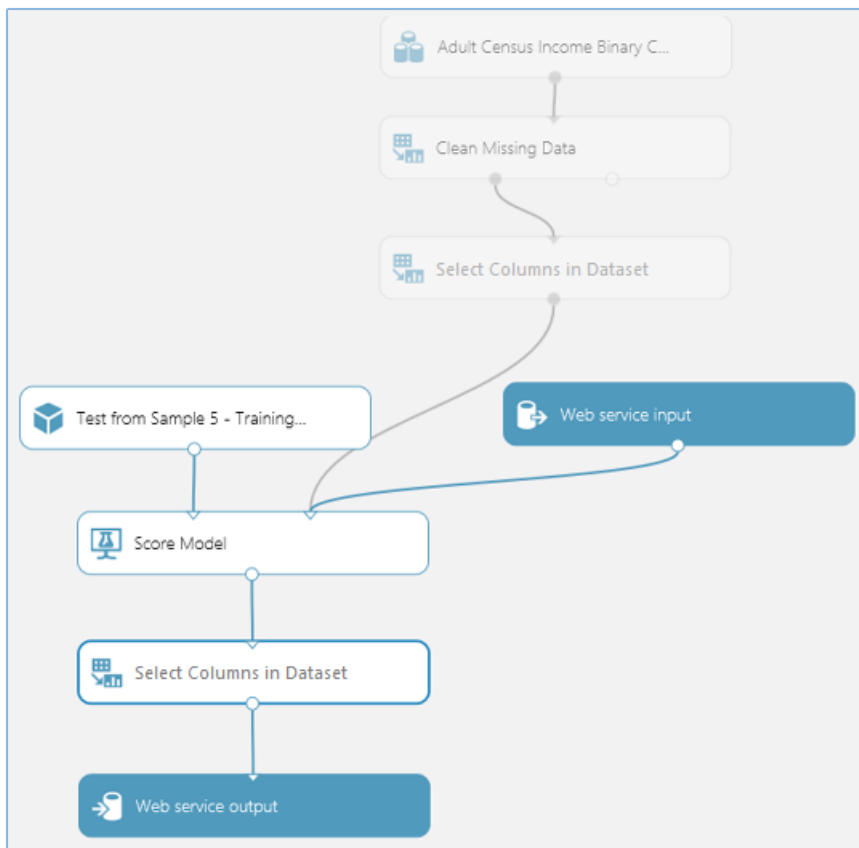 Adult Census Income Binary C...
Clean Missing Data
Select Columns in Dataset
Test from Sample 5 - Training...
Web service input
Score Model
Select Columns in Dataset
Web service output